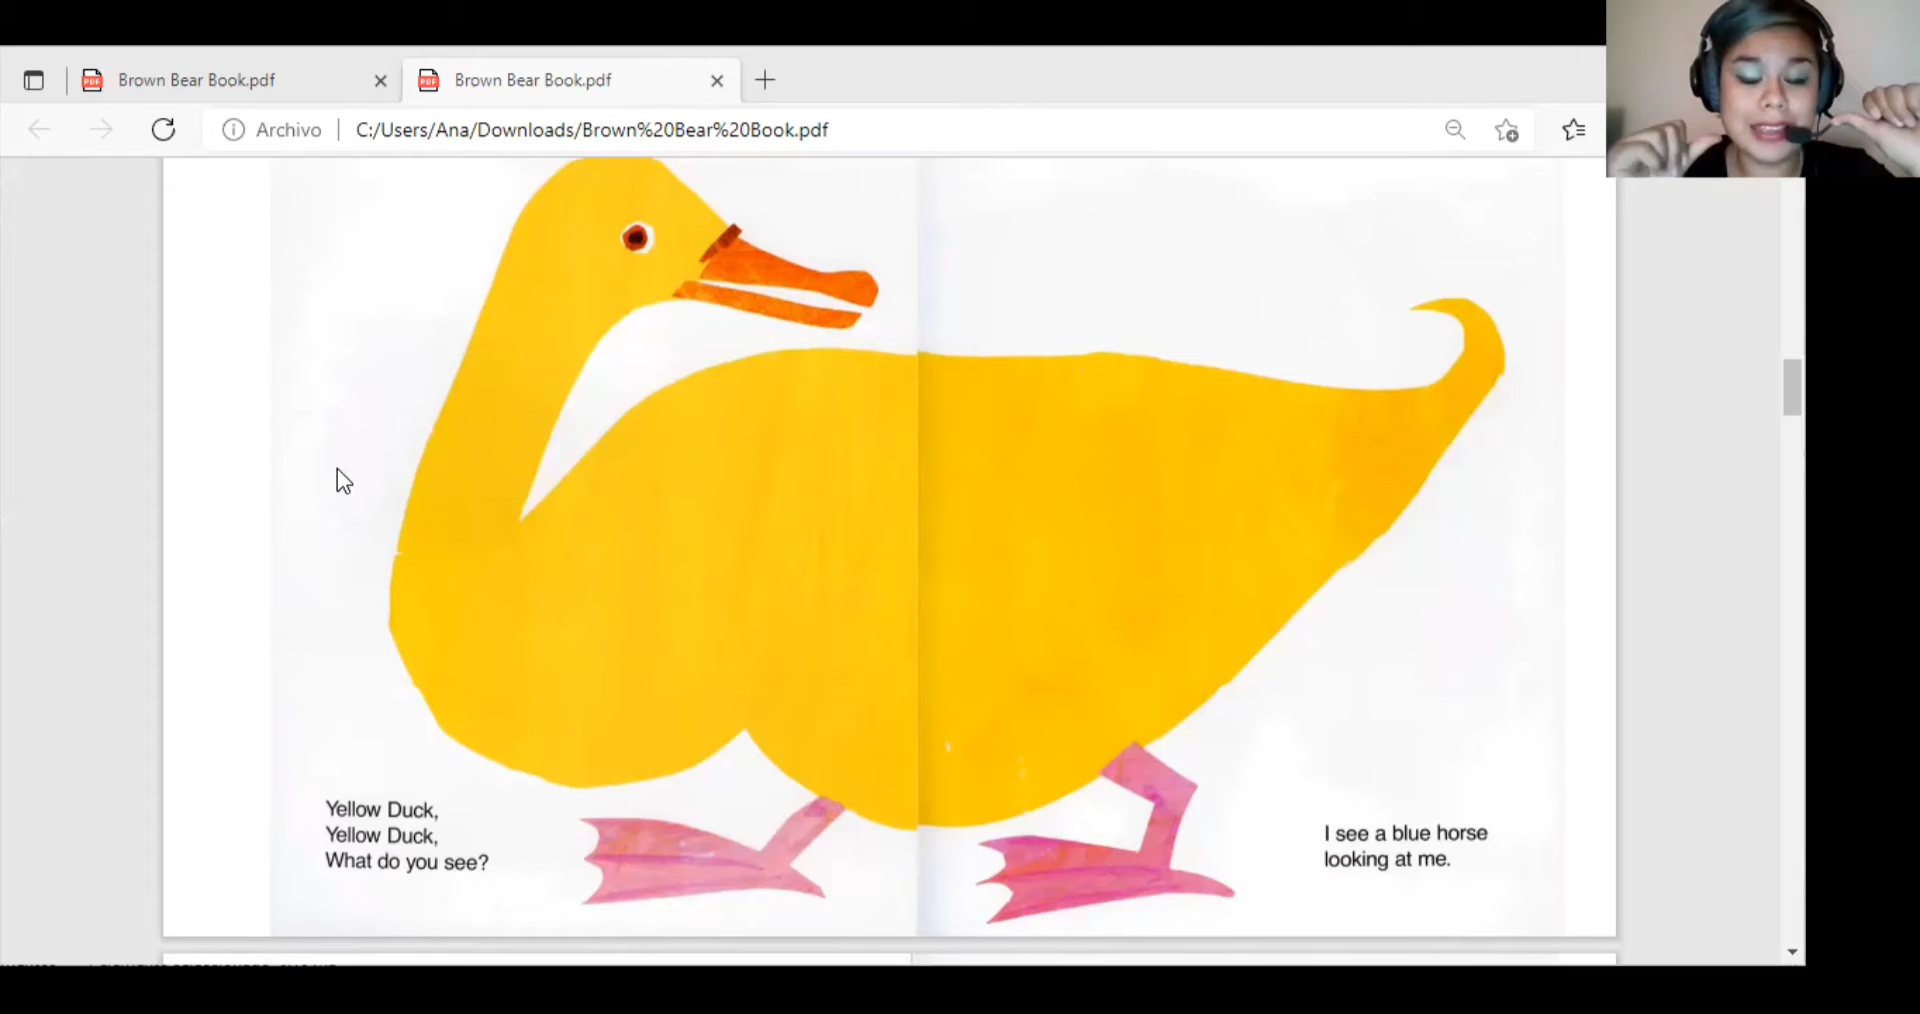 Brown Bear Book.pdf
Brown Bear Book.pdf
Archivo
C:/Users/Ana/Downloads/Brown%20Bear%20Book.pdf
Yellow Duck,
Yellow Duck,
What do you see?
I see a blue horse
looking at me.